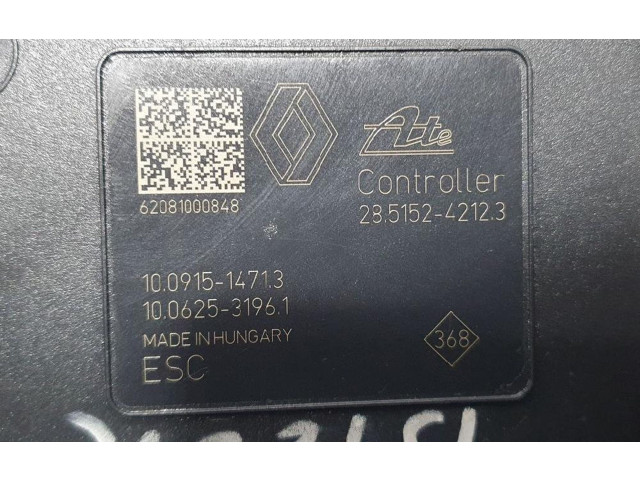 Ate
62081000848
Controller
28.5152-4212.3
10.0915-1471.3
10.0625-3196.1
MADE IN HUNGARY
368
ESC